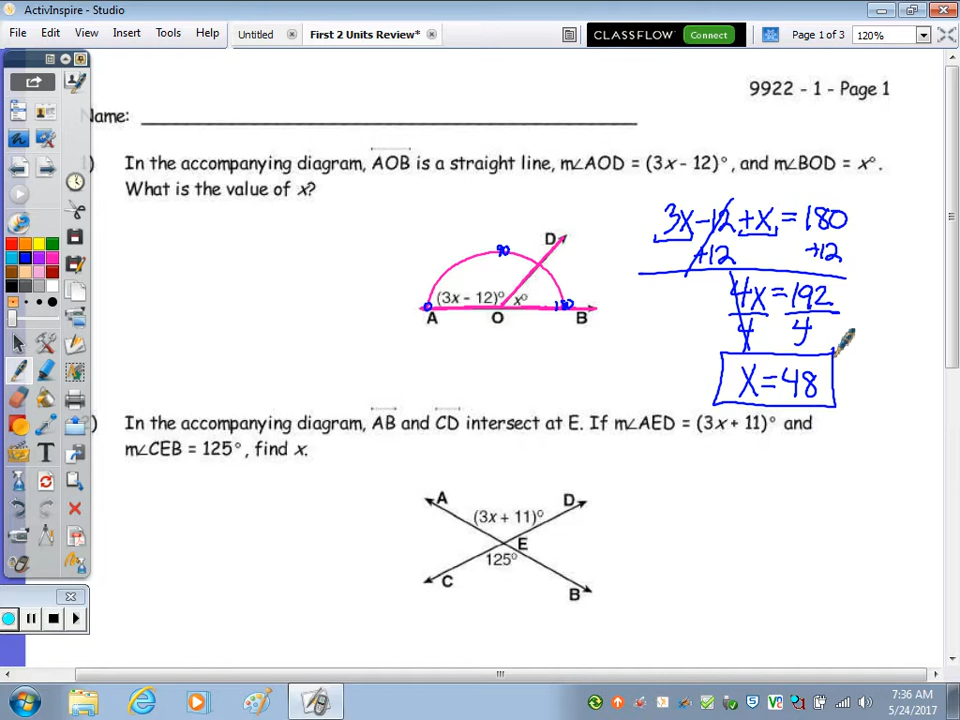 ActivInspire - Studio
File Edit View Insert Tools Help Untitled First 2 Units Review* CLASSFLOW Connect Page 1 of 3 120%
9922 - 1 - Page 1
Name: ____________________
1) In the accompanying diagram, AOB is a straight line, m∠AOD = (3x - 12)°, and m∠BOD = x°.
What is the value of x?
3x-12+x=180
+12 +12
4x=192
4 4
x=48
D
90
(3x - 12)° x°
0 180
A O B
2) In the accompanying diagram, AB and CD intersect at E. If m∠AED = (3x + 11)° and
m∠CEB = 125°, find x.
A D
(3x + 11)°
E
125°
C
B
7:36 AM
5/24/2017